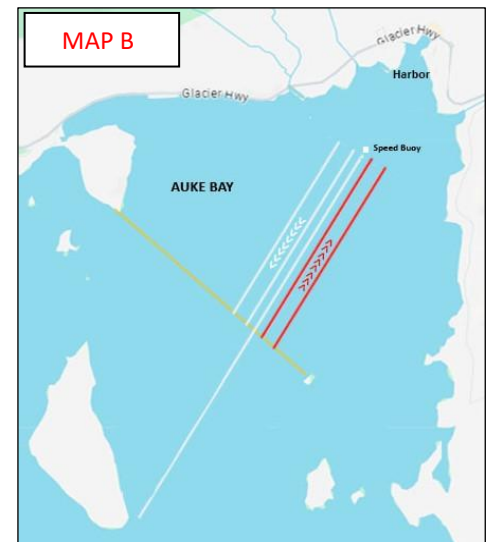 MAP B
Glacier Hwy
Harbor
Glacier Hwy
Speed Buoy
AUKE BAY